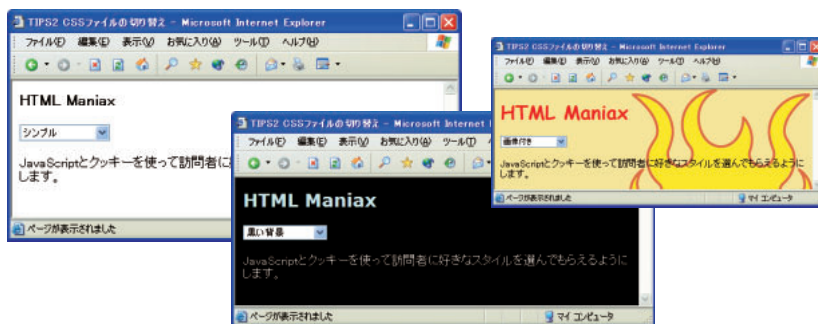 TIPS2 CSSファイルの切り替え - Microsoft Internet Explorer
ファイル(F) 編集(E) 表示(V) お気に入り(A) ツール(T) ヘルプ(H)
HTML Maniax
シンプル
JavaScriptとクッキーを使って訪問者に
します。
ページが表示されました
TIPS2 CSSファイルの切り替え - Microsoft Internet
ファイル(F) 編集(E) 表示(V) お気に入り(A) ツール(T)
HTML Maniax
黒い背景
JavaScriptとクッキーを使って訪問者に好きなスタイルを選んでもらえるように
します。
ページが表示されました
マイ コンピュータ
TIPS2 CSSファイルの切り替え - Microsoft Internet Explorer
ファイル(F) 編集(E) 表示(V) お気に入り(A) ツール(T) ヘルプ(H)
HTML Maniax
画像付き
JavaScriptとクッキーを使って訪問者に好きなスタイルを選んでもらえるように
します。
ページが表示されました
マイ コンピュータ